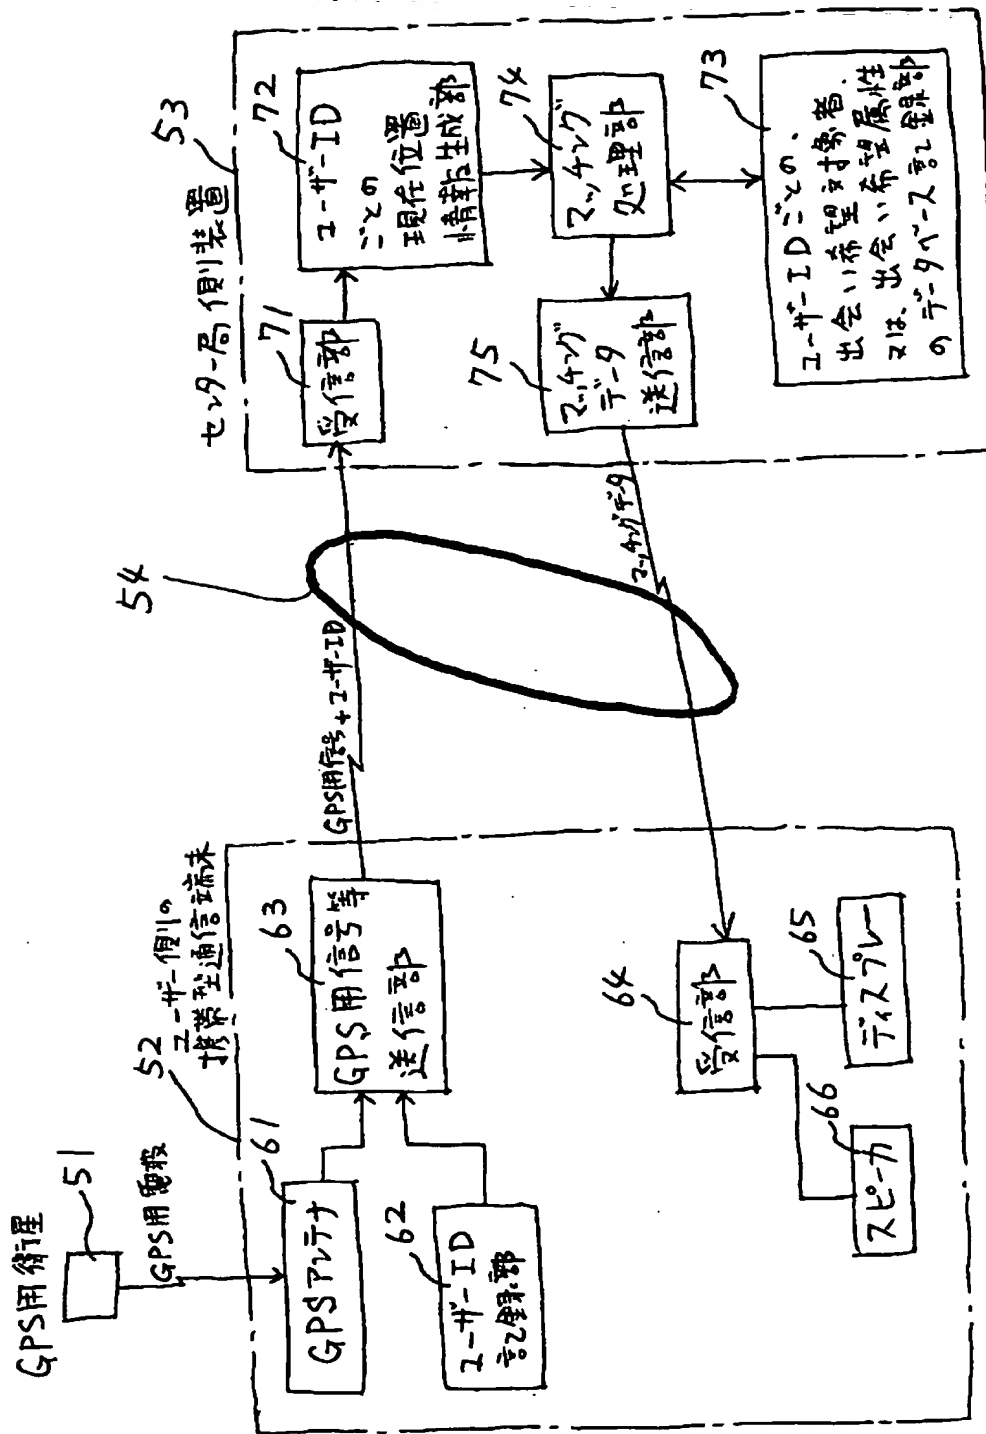 GPS用衛星
51
GPS用電波
52
ユーザー側の
携帯型通信端末
61
GPSアンテナ
62
ユーザーID
記録部
63
GPS用信号等
送信部
64
受信部
65
ディスプレー
66
スピーカ
GPS用信号+ユーザーID
54
マッチングデータ
センター局側装置
53
71
受信部
72
ユーザーID
ごとの
現在位置
情報生成部
74
マッチング
処理部
75
マッチング
データ
送信部
73
ユーザーIDごとの、
出会い希望対象者、
又は、出会い希望属性
のデータベース記録部